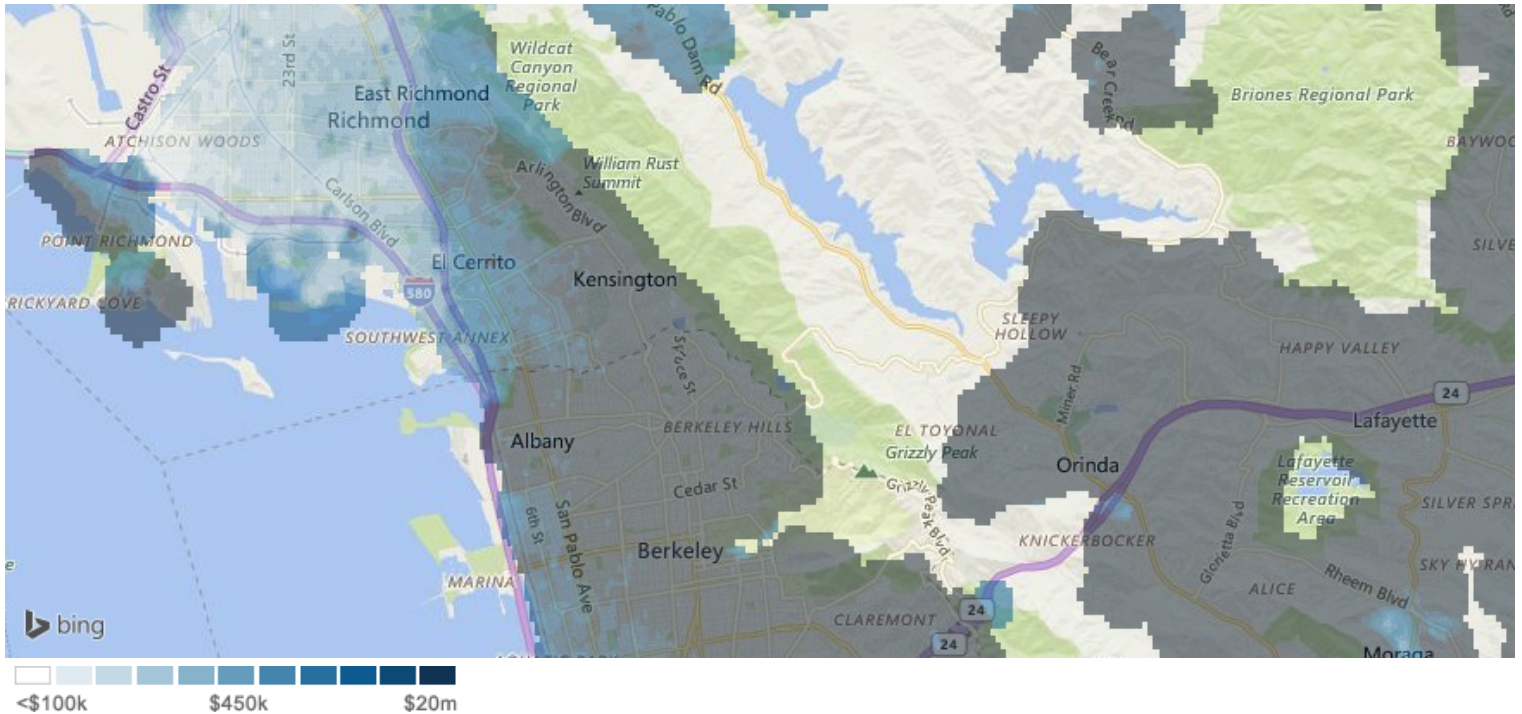 Pablo Dam Rd
Wildcat
Canyon
Regional
Park
23rd St
Castro St
Bear Creek
Rd
Briones Regional Park
East Richmond
Richmond
ATCHISON WOODS
William Rust
Summit
Arlington Blvd
Carlson Blvd
POINT RICHMOND
El Cerrito
Kensington
580
RICKYARD COVE
SOUTHWEST ANNEX
SLEEPY
HOLLOW
HAPPY VALLEY
Spruce St
Miner Rd
24
Lafayette
Albany
BERKELEY HILLS
EL TOYONAL
Grizzly Peak
Orinda
Lafayette
Reservoir
Recreation
Area
Cedar St
Grizzly Peak Blvd
SILVER SPRI
6th St
San Pablo Ave
Berkeley
KNICKERBOCKER
Glorietta Blvd
SKY HY RAN
Rheem Blvd
ALICE
MARINA
24
CLAREMONT
24
bing
Moraga
<$100k
$450k
$20m